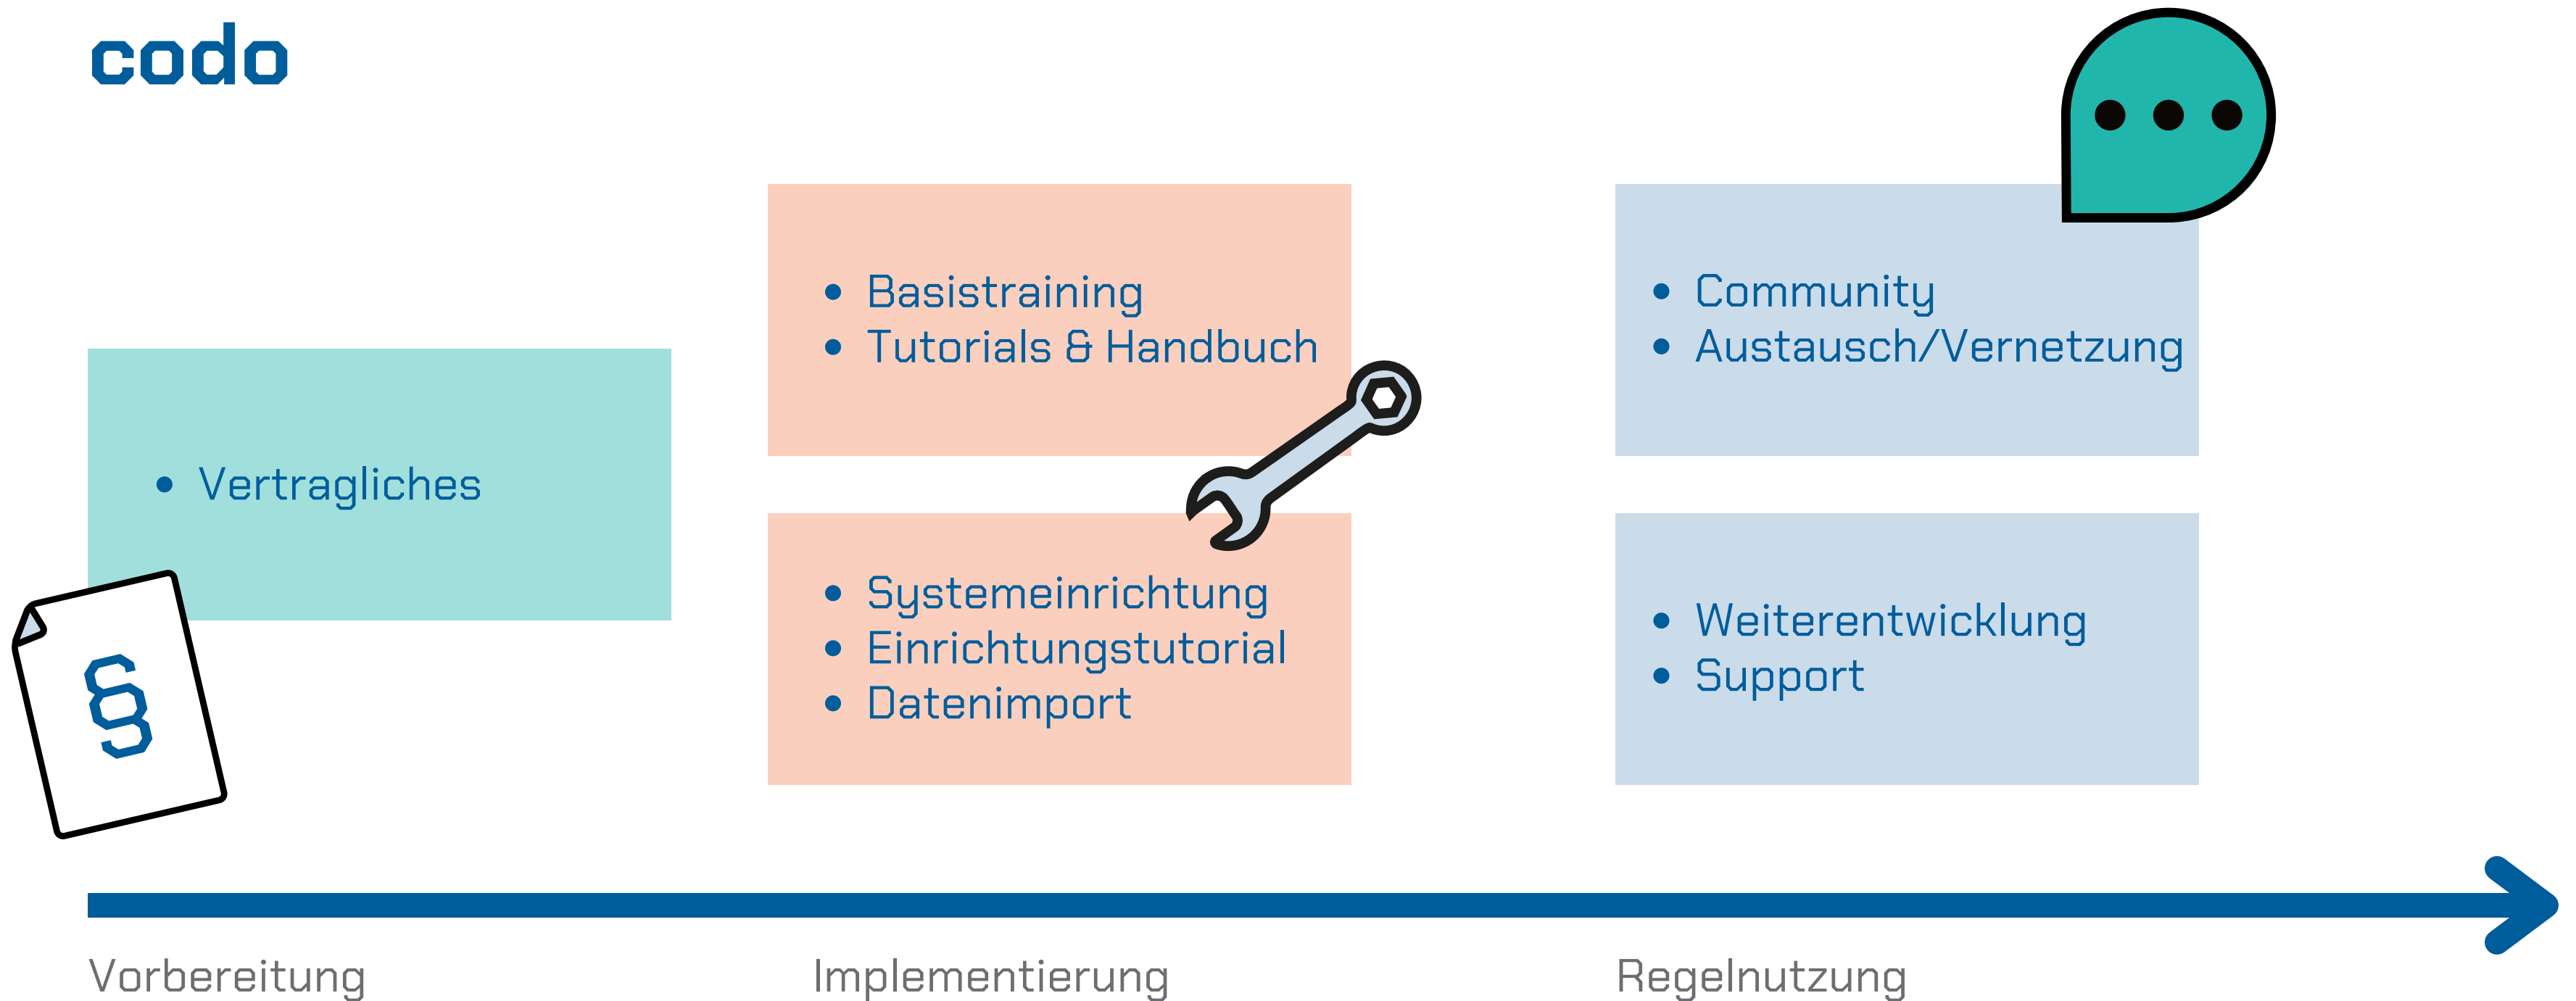 codo
• Vertragliches
§
• Basistraining
• Tutorials & Handbuch
• Systemeinrichtung
• Einrichtungstutorial
• Datenimport
• Community
• Austausch/Vernetzung
• Weiterentwicklung
• Support
Vorbereitung
Implementierung
Regelnutzung